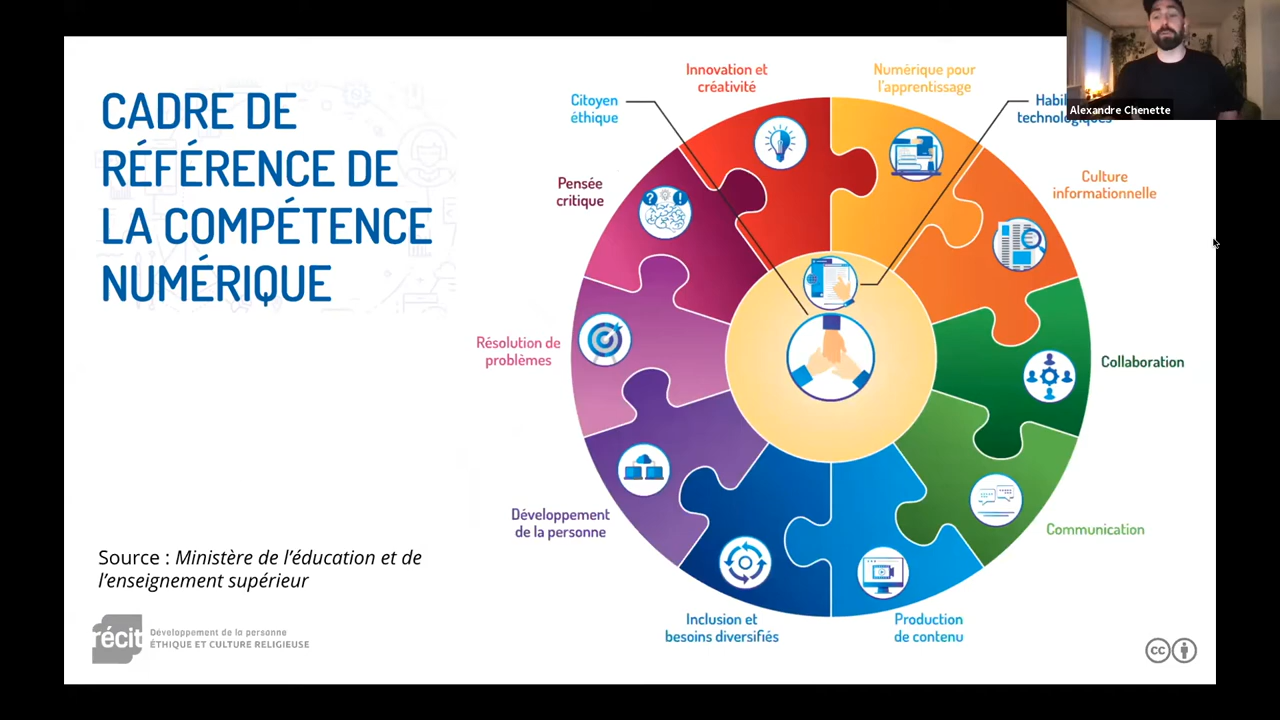 CADRE DE
RÉFÉRENCE DE
LA COMPÉTENCE
NUMÉRIQUE
Innovation et
créativité
Numérique pour
l'apprentissage
Citoyen
éthique
Habil
technologiques
Alexandre Chenette
Pensée
critique
Culture
informationnelle
Résolution de
problèmes
Collaboration
Développement
de la personne
Communication
Inclusion et
besoins diversifiés
Production
de contenu
Source : Ministère de l'éducation et de
l'enseignement supérieur
récit
Développement de la personne
ÉTHIQUE ET CULTURE RELIGIEUSE
cc